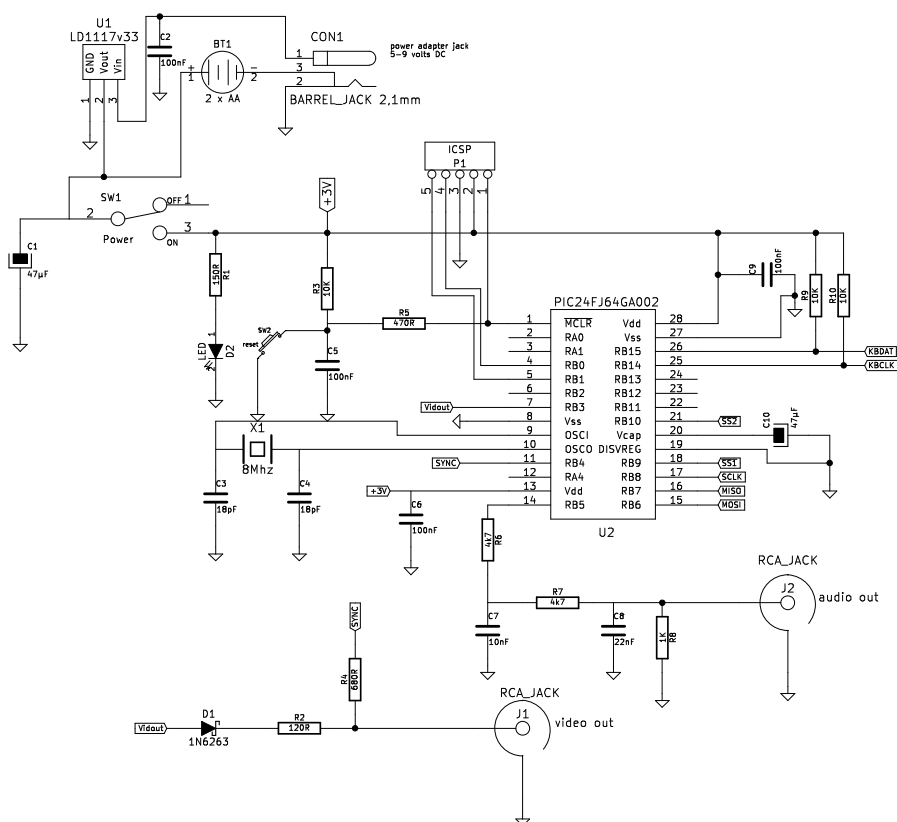 U1
LD1117v33
GND
Vout
Vin
1
2
3
C2
100nF
BT1
+
1
-
2
2 x AA
CON1
1
3
2
power adapter jack
5-9 volts DC
BARREL_JACK 2,1mm
ICSP
P1
5
4
3
2
1
SW1
OFF 1
2
3
ON
Power
+3V
C1
47µF
150R
R1
LED
1
2
D2
R3
10K
SW2
reset
R5
470R
C5
100nF
C9
100nF
R9
10K
R10
10K
PIC24FJ64GA002
1 MCLR Vdd 28
2 RA0 Vss 27
3 RA1 RB15 26
4 RB0 RB14 25
5 RB1 RB13 24
6 RB2 RB12 23
7 RB3 RB11 22
8 Vss RB10 21
9 OSCI Vcap 20
10 OSCO DISVREG 19
11 RB4 RB9 18
12 RA4 RB8 17
13 Vdd RB7 16
14 RB5 RB6 15
U2
KBDAT
KBCLK
SS2
C10
47µF
SS1
SCLK
MISO
MOSI
Vidout
SYNC
+3V
X1
8Mhz
C3
18pF
C4
18pF
C6
100nF
4k7
R6
R7
4k7
C7
10nF
C8
22nF
1K
R8
RCA_JACK
J2
audio out
SYNC
R4
680R
Vidout
D1
1N6263
R2
120R
RCA_JACK
J1
video out